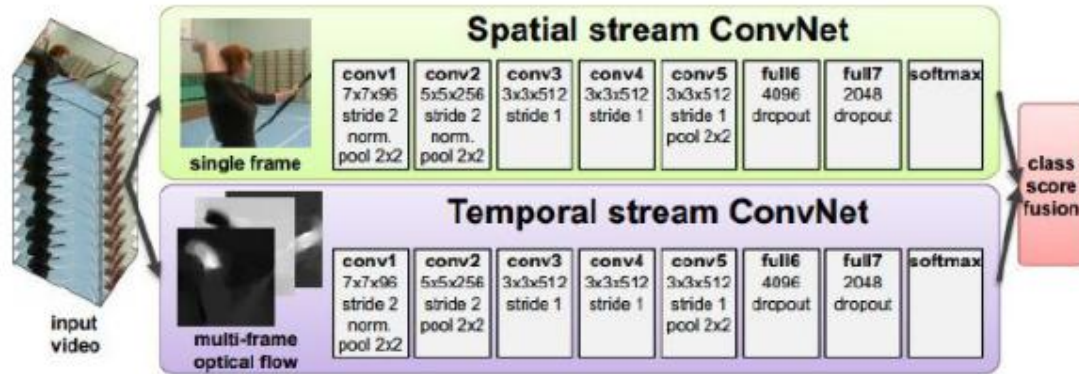 Spatial stream ConvNet
conv1
7x7x96
stride 2
norm.
pool 2x2
conv2
5x5x256
stride 2
norm.
pool 2x2
conv3
3x3x512
stride 1
conv4
3x3x512
stride 1
conv5
3x3x512
stride 1
pool 2x2
full6
4096
dropout
full7
2048
dropout
softmax
single frame
Temporal stream ConvNet
conv1
7x7x96
stride 2
norm.
pool 2x2
conv2
5x5x256
stride 2
pool 2x2
conv3
3x3x512
stride 1
conv4
3x3x512
stride 1
conv5
3x3x512
stride 1
pool 2x2
full6
4096
dropout
full7
2048
dropout
softmax
multi-frame
optical flow
input
video
class
score
fusion